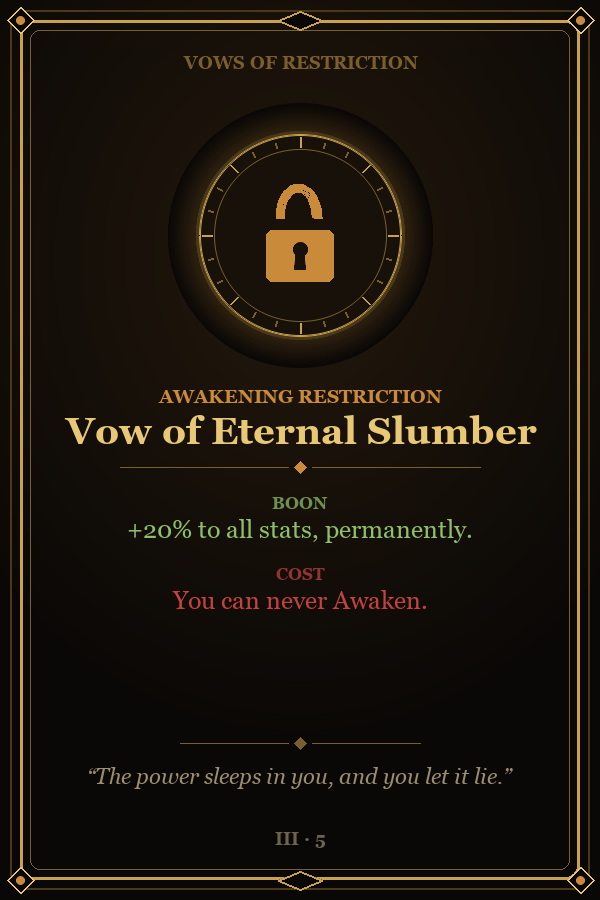 VOWS OF RESTRICTION
AWAKENING RESTRICTION
Vow of Eternal Slumber
BOON
+20% to all stats, permanently.
COST
You can never Awaken.
“The power sleeps in you, and you let it lie.”
III · 5